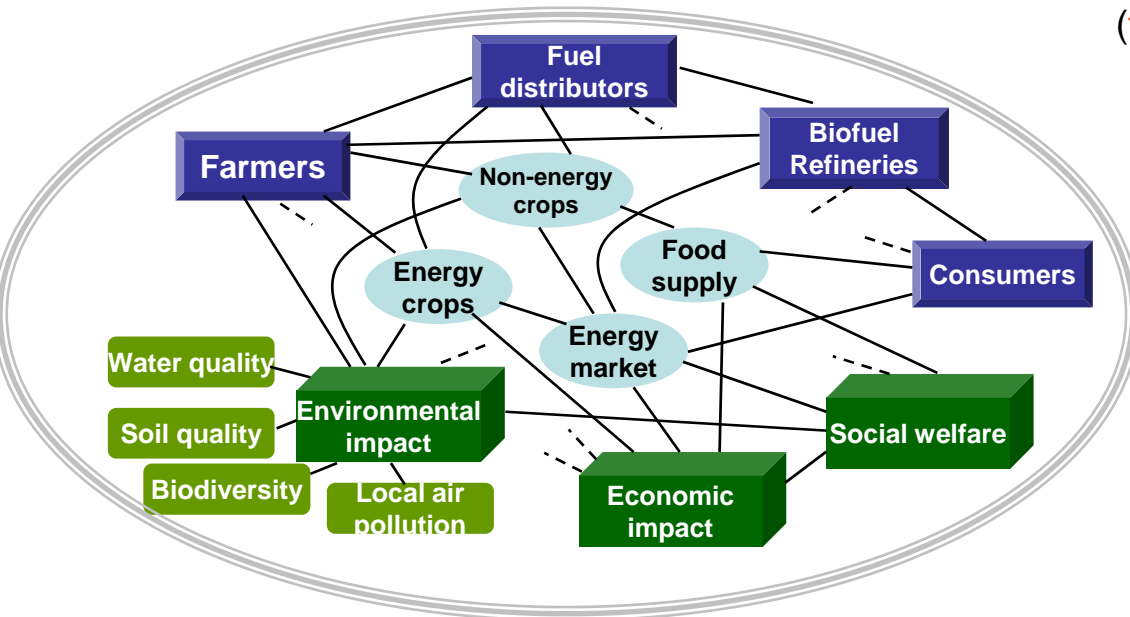 (
Fuel
distributors
Biofuel
Refineries
Farmers
Non-energy
crops
Food
supply
Consumers
Energy
crops
Energy
market
Water quality
Environmental
impact
Soil quality
Social welfare
Biodiversity
Local air
pollution
Economic
impact